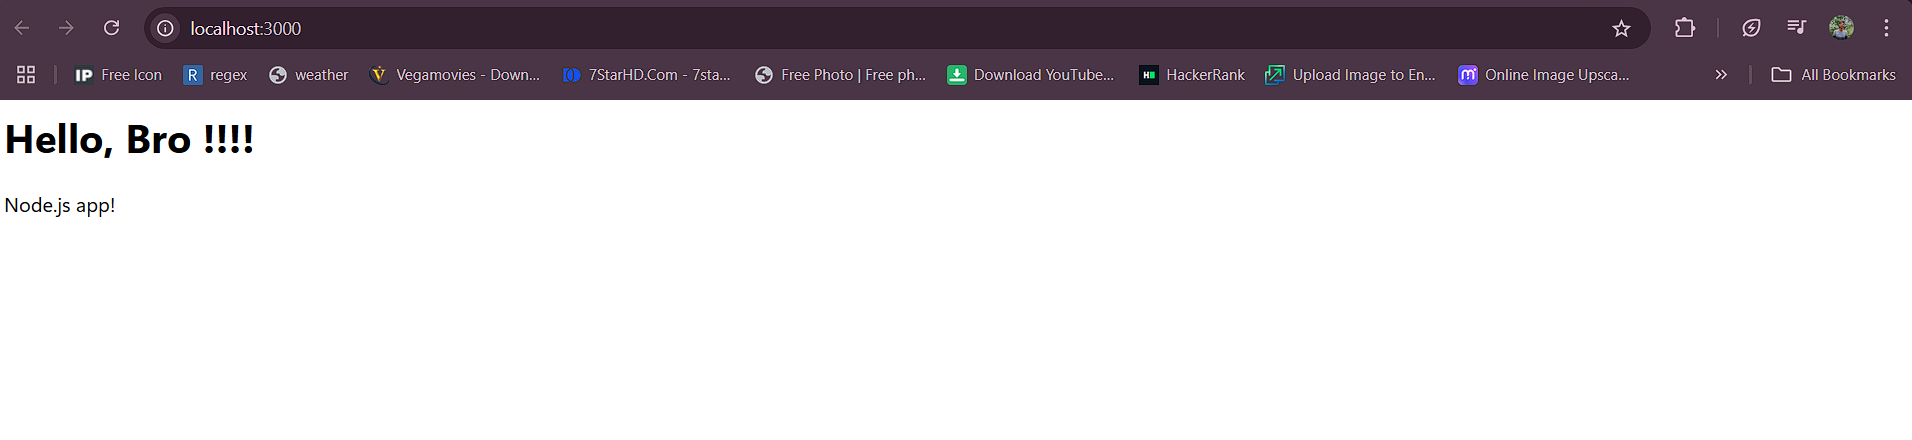 localhost:3000
IP Free Icon R regex weather V Vegamovies - Down... 7StarHD.Com - 7sta... Free Photo | Free ph... Download YouTube... H HackerRank Upload Image to En... m Online Image Upsca... » All Bookmarks
Hello, Bro !!!!
Node.js app!